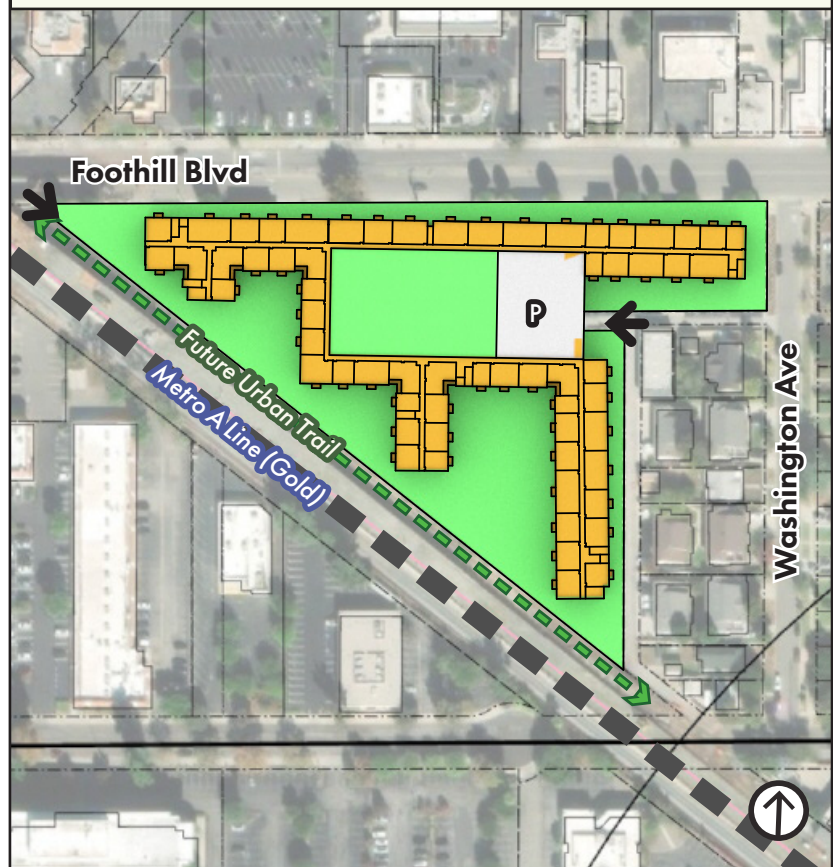 Foothill Blvd
P
Future Urban Trail
Metro A Line (Gold)
Washington Ave